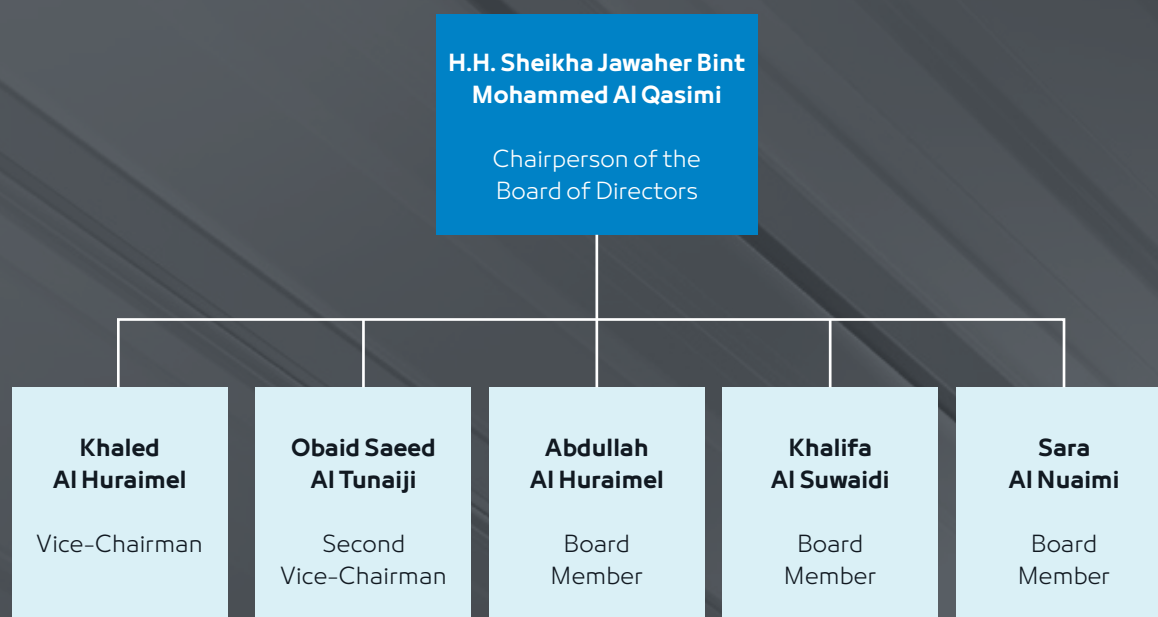 H.H. Sheikha Jawaher Bint
Mohammed Al Qasimi
Chairperson of the
Board of Directors
Khaled
Al Huraimel
Vice-Chairman
Obaid Saeed
Al Tunaiji
Second
Vice-Chairman
Abdullah
Al Huraimel
Board
Member
Khalifa
Al Suwaidi
Board
Member
Sara
Al Nuaimi
Board
Member